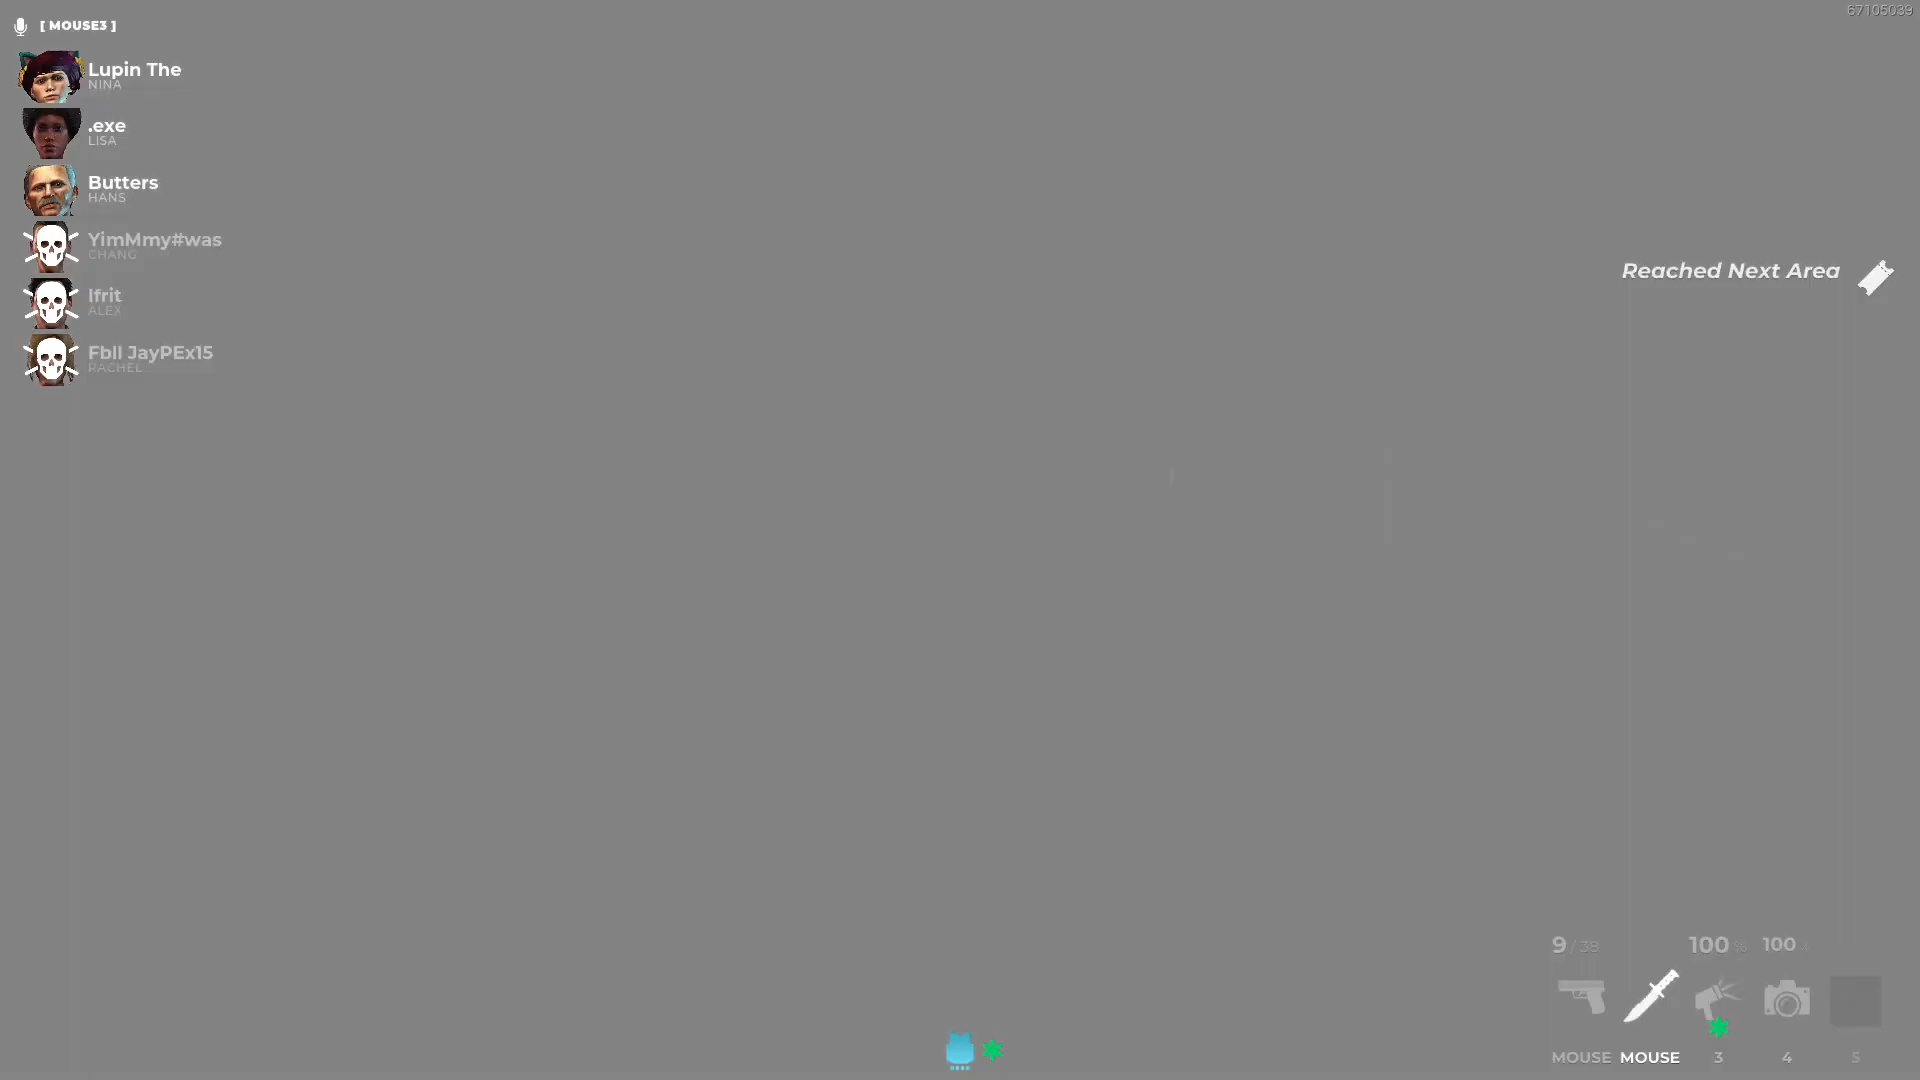 [ MOUSE3 ]
67105039
Lupin The
NINA
.exe
LISA
Butters
HANS
YimMmy#was
CHANG
Reached Next Area
Ifrit
ALEX
Fbll JayPEx15
RACHEL
9 / 38
100 %
100
MOUSE
MOUSE
3
4
5